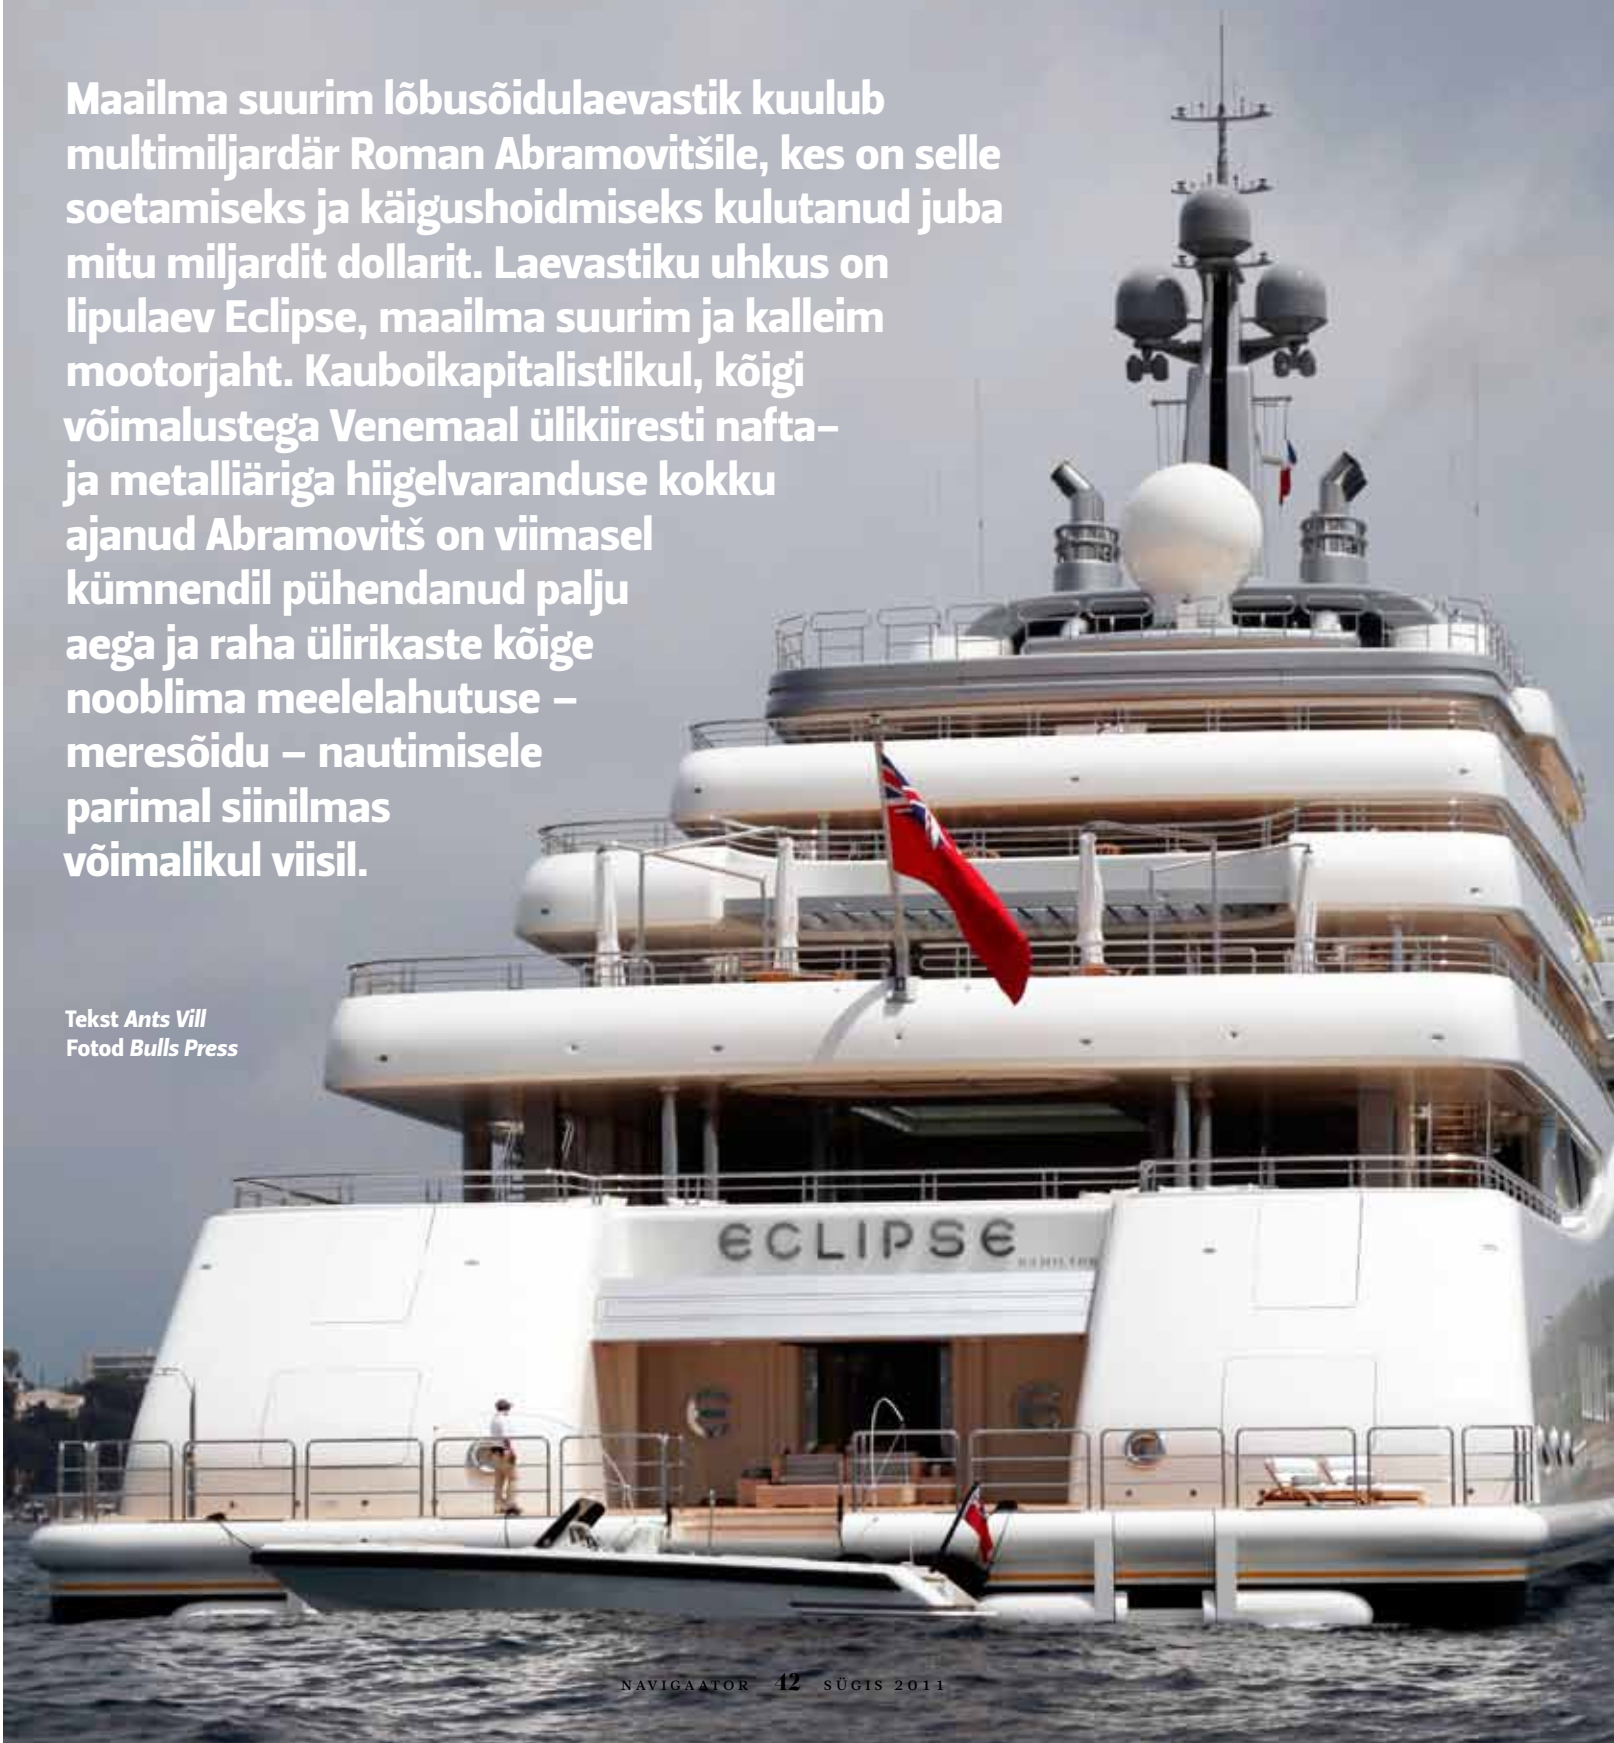 Maailma suurim lõbusõidulaevastik kuulub
multimiljardär Roman Abramovitšile, kes on selle
soetamiseks ja käigushoidmiseks kulutanud juba
mitu miljardit dollarit. Laevastiku uhkus on
lipulaev Eclipse, maailma suurim ja kalleim
mootorjaht. Kauboikapitalistlikul, kõigi
võimalustega Venemaal ülikiiresti nafta–
ja metalliäriga hiigelvaranduse kokku
ajanud Abramovitš on viimasel
kümnendil pühendanud palju
aega ja raha ülirikaste kõige
nooblima meelelahutuse –
meresõidu – nautimisele
parimal siinilmas
võimalikul viisil.
Tekst Ants Vill
Fotod Bulls Press
ECLIPSE
HAMILTON
NAVIGAATOR 42 SÜGIS 2011